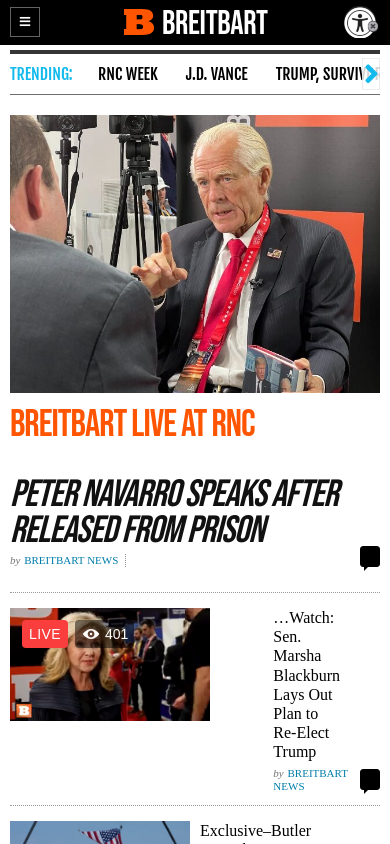 BREITBART
TRENDING:
RNC WEEK
J.D. VANCE
TRUMP, SURVIV
BREITBART LIVE AT RNC
PETER NAVARRO SPEAKS AFTER
RELEASED FROM PRISON
by BREITBART NEWS
LIVE
401
…Watch:
Sen.
Marsha
Blackburn
Lays Out
Plan to
Re-Elect
Trump
by BREITBART
NEWS
Exclusive–Butler